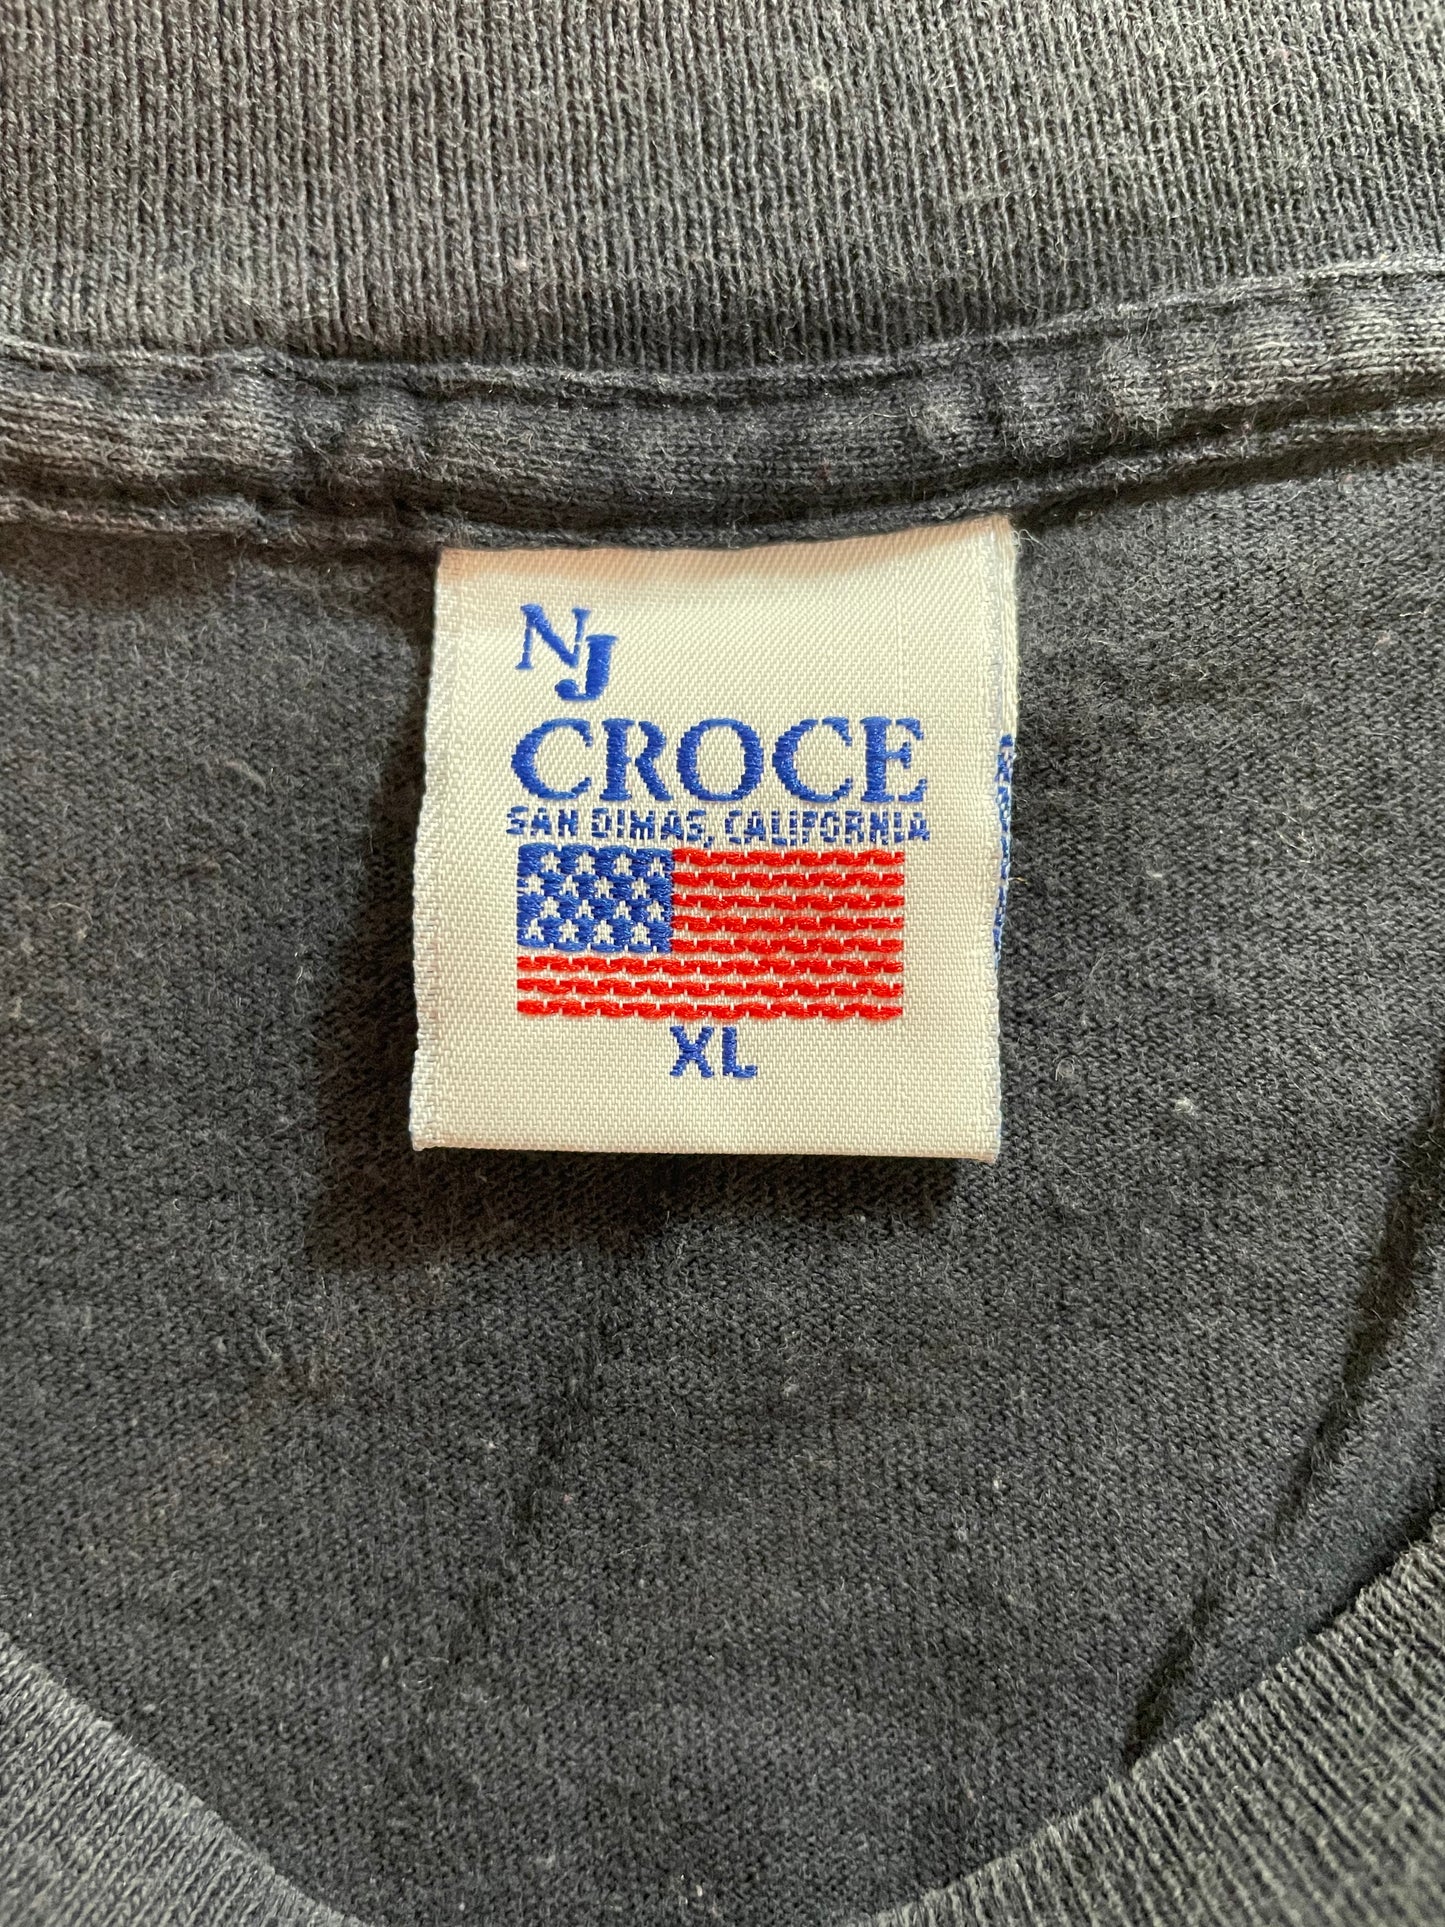 NJ
CROCE
SAN DIMAS, CALIFORNIA
XL